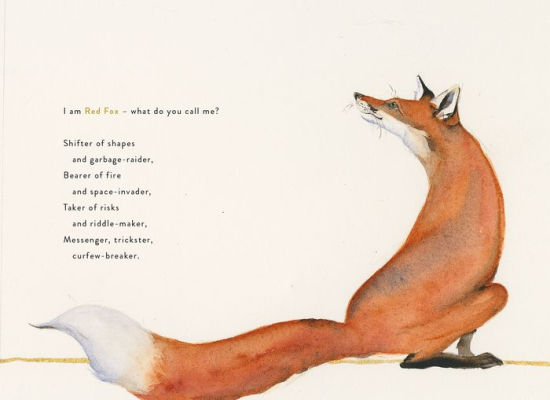 I am Red Fox – what do you call me?
Shifter of shapes
and garbage-raider,
Bearer of fire
and space-invader,
Taker of risks
and riddle-maker,
Messenger, trickster,
curfew-breaker.